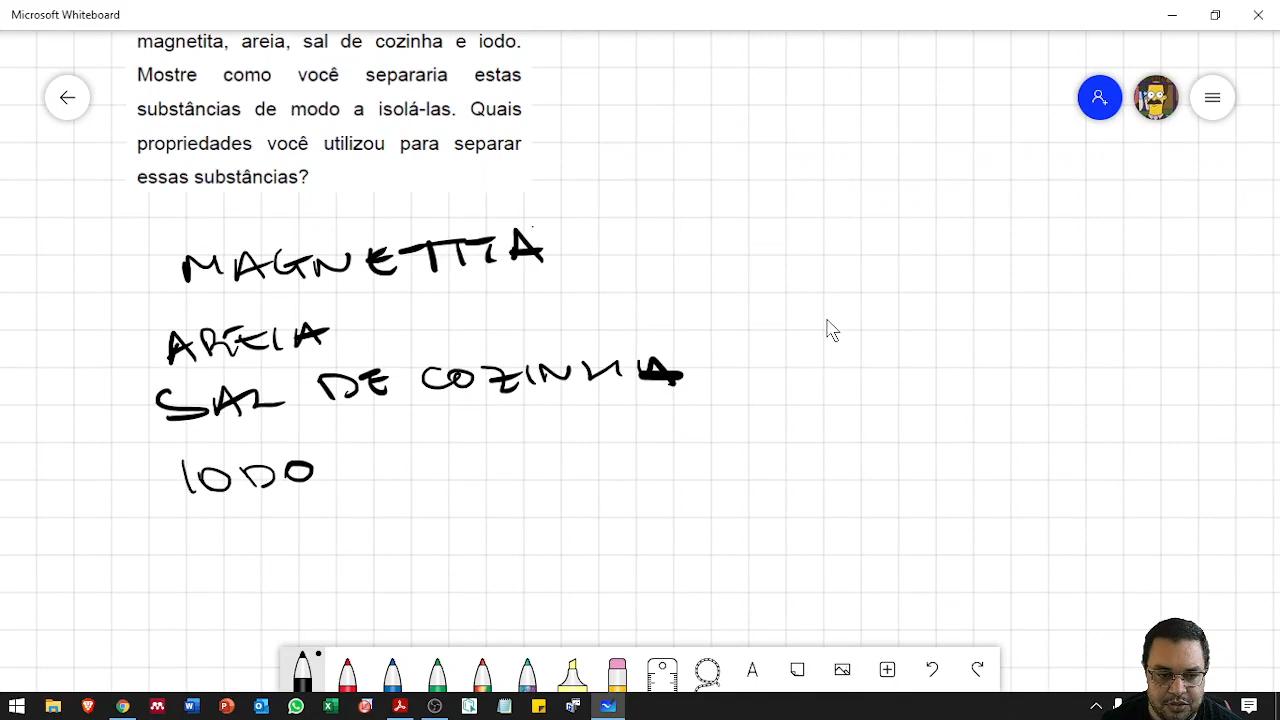 Microsoft Whiteboard
magnetita, areia, sal de cozinha e iodo.
Mostre como você separaria estas
substâncias de modo a isolá-las. Quais
propriedades você utilizou para separar
essas substâncias?
MAGNETITA
AREIA
SAL DE COZINHA
IODO